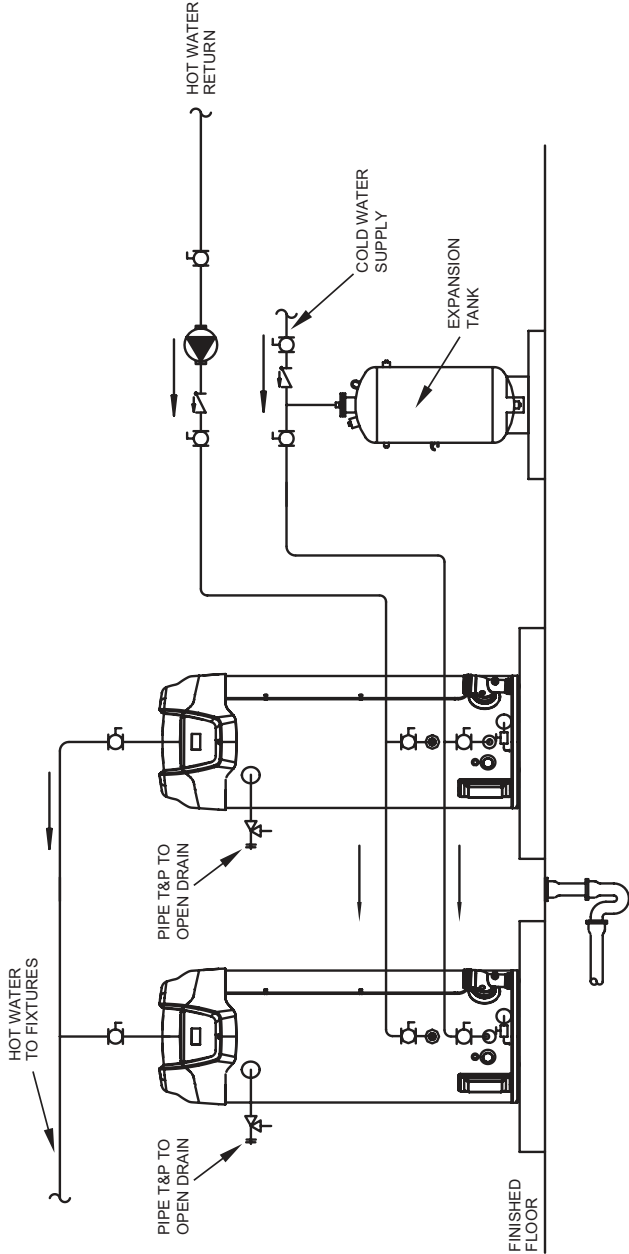 HOT WATER
TO FIXTURES
PIPE T&P TO
OPEN DRAIN
PIPE T&P TO
OPEN DRAIN
HOT WATER
RETURN
COLD WATER
SUPPLY
EXPANSION
TANK
FINISHED
FLOOR